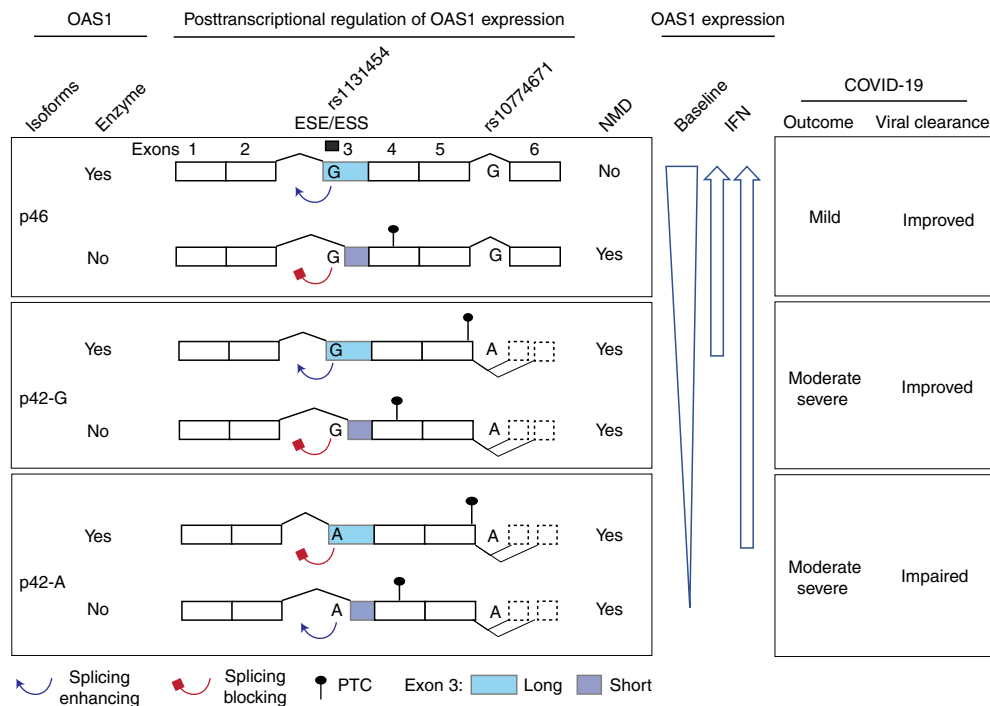 OAS1
Posttranscriptional regulation of OAS1 expression
OAS1 expression
Isoforms
Enzyme
rs1131454
ESE/ESS
rs10774671
NMD
Baseline
IFN
COVID-19
Outcome
Viral clearance
Exons 1 2 3 4 5 6
p46
Yes
G
G
No
No
G
G
Yes
Mild
Improved
p42-G
Yes
G
A
Yes
No
G
A
Yes
Moderate
severe
Improved
p42-A
Yes
A
A
Yes
No
A
A
Yes
Moderate
severe
Impaired
Splicing
enhancing
Splicing
blocking
PTC
Exon 3:
Long
Short